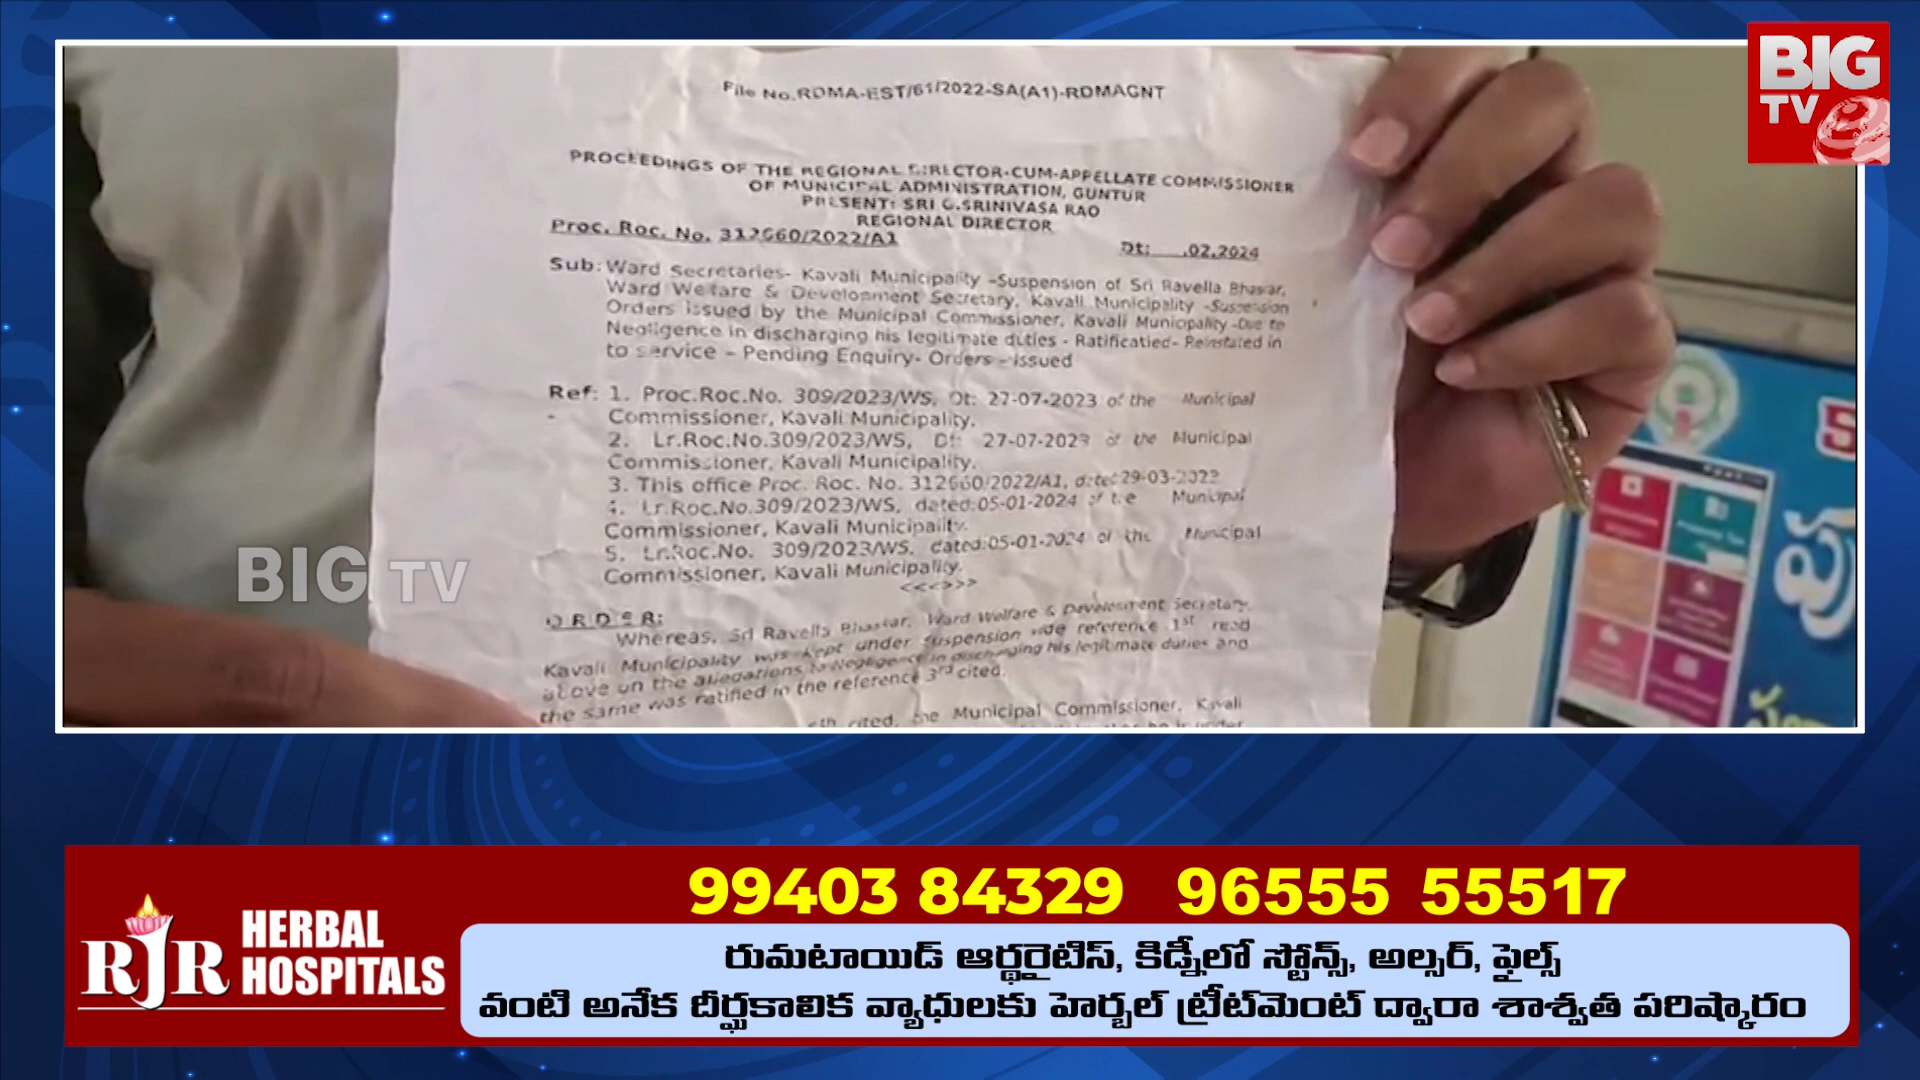 BIG
TV
File No.RDMA-EST/61/2022-SA(A1)-RDMAGNT
PROCEEDINGS OF THE REGIONAL DIRECTOR-CUM-APPELLATE COMMISSIONER
OF MUNICIPAL ADMINISTRATION, GUNTUR
PRESENT: SRI G.SRINIVASA RAO
REGIONAL DIRECTOR
Proc. Roc. No. 312660/2022/A1 Dt: .02.2024
Sub: Ward Secretaries- Kavali Municipality -Suspension of Sri Ravella Bhaskar,
Ward Welfare & Development Secretary, Kavali Municipality -Suspension
Orders issued by the Municipal Commissioner, Kavali Municipality -Due to
Negligence in discharging his legitimate duties - Ratificatied- Reinstated in
to service - Pending Enquiry- Orders - issued
Ref: 1. Proc.Roc.No. 309/2023/WS, Dt: 27-07-2023 of the Municipal
Commissioner, Kavali Municipality.
2. Lr.Roc.No.309/2023/WS, Dt: 27-07-2023 of the Municipal
Commissioner, Kavali Municipality.
3. This office Proc. Roc. No. 312660/2022/A1, dated 29-03-2022
4. Lr.Roc.No.309/2023/WS, dated:05-01-2024 of the Municipal
Commissioner, Kavali Municipality.
5. Lr.Roc.No. 309/2023/WS, dated:05-01-2024 of the Municipal
Commissioner, Kavali Municipality.
<<<>>>
ORDER:
Whereas, Sri Ravella Bhaskar, Ward Welfare & Development Secretary,
Kavali Municipality was kept under suspension vide reference 1st read
above on the allegations to Negligence in discharging his legitimate duties and
the same was ratified in the reference 3rd cited.
cited, the Municipal Commissioner, Kavali
BIG TV
99403 84329 96555 55517
RJR HERBAL
HOSPITALS
రుమటాయిడ్ ఆర్థరైటిస్, కిడ్నీలో స్టోన్స్, అల్సర్, ఫైల్స్
వంటి అనేక దీర్ఘకాలిక వ్యాధులకు హెర్బల్ ట్రీట్‌మెంట్ ద్వారా శాశ్వత పరిష్కారం